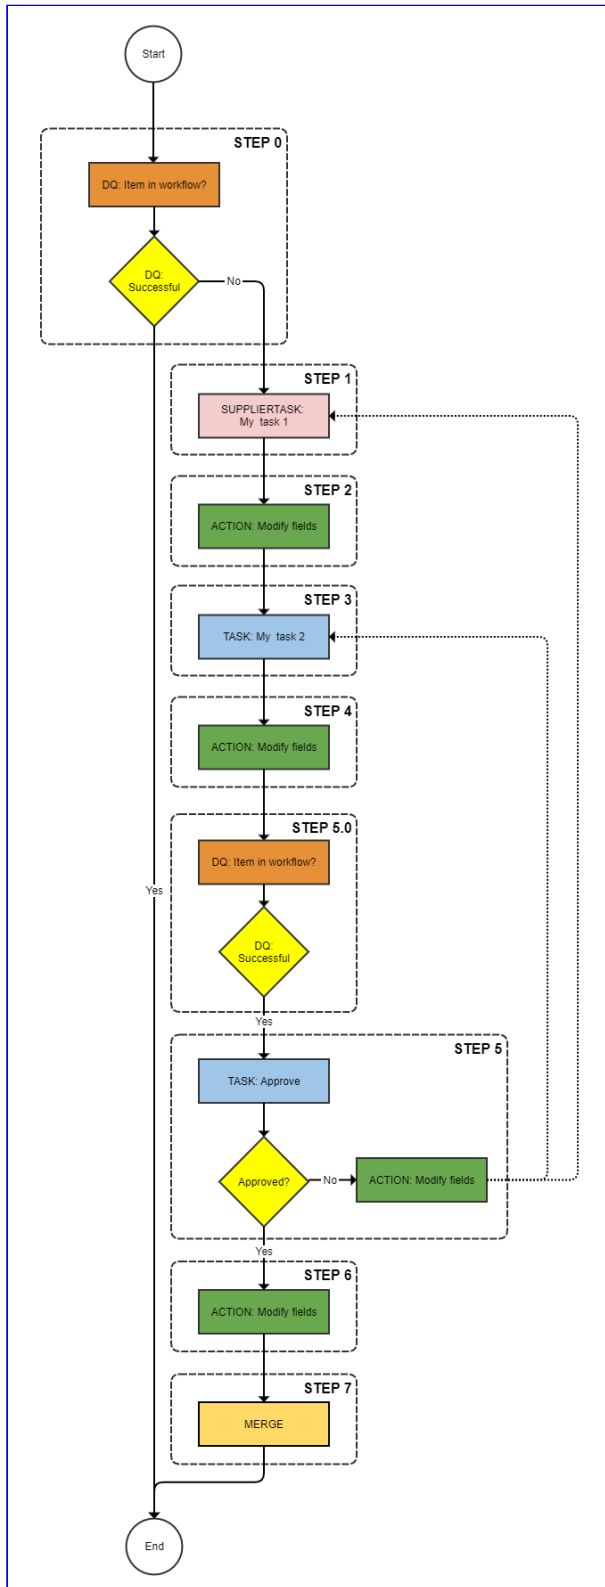 Start
STEP 0
DQ: Item in workflow?
DQ:
Successful
No
STEP 1
SUPPLIERTASK:
My task 1
STEP 2
ACTION: Modify fields
STEP 3
TASK: My task 2
STEP 4
ACTION: Modify fields
STEP 5.0
DQ: Item in workflow?
Yes
DQ:
Successful
Yes
STEP 5
TASK: Approve
Approved?
No
ACTION: Modify fields
Yes
STEP 6
ACTION: Modify fields
STEP 7
MERGE
End